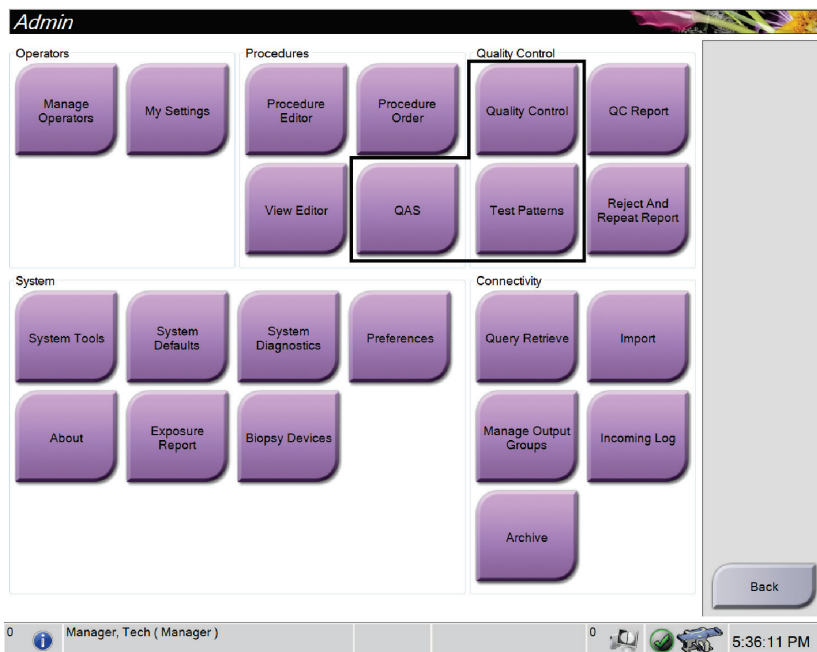 Admin
Operators
Procedures
Quality Control
Manage
Operators
My Settings
Procedure
Editor
Procedure
Order
Quality Control
QC Report
View Editor
QAS
Test Patterns
Reject And
Repeat Report
System
Connectivity
System Tools
System
Defaults
System
Diagnostics
Preferences
Query Retrieve
Import
About
Exposure
Report
Biopsy Devices
Manage Output
Groups
Incoming Log
Archive
Back
0
Manager, Tech ( Manager )
0
5:36:11 PM